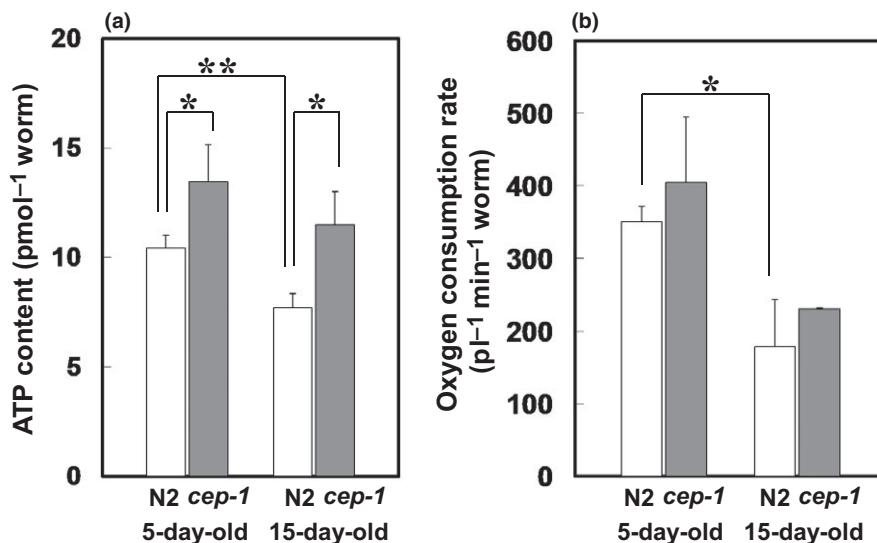 (a)
ATP content (pmol⁻¹ worm)
20
15
10
5
0
**
*
*
N2 cep-1 N2 cep-1
5-day-old 15-day-old
(b)
Oxygen consumption rate
(pl⁻¹ min⁻¹ worm)
600
500
400
300
200
100
0
*
N2 cep-1 N2 cep-1
5-day-old 15-day-old